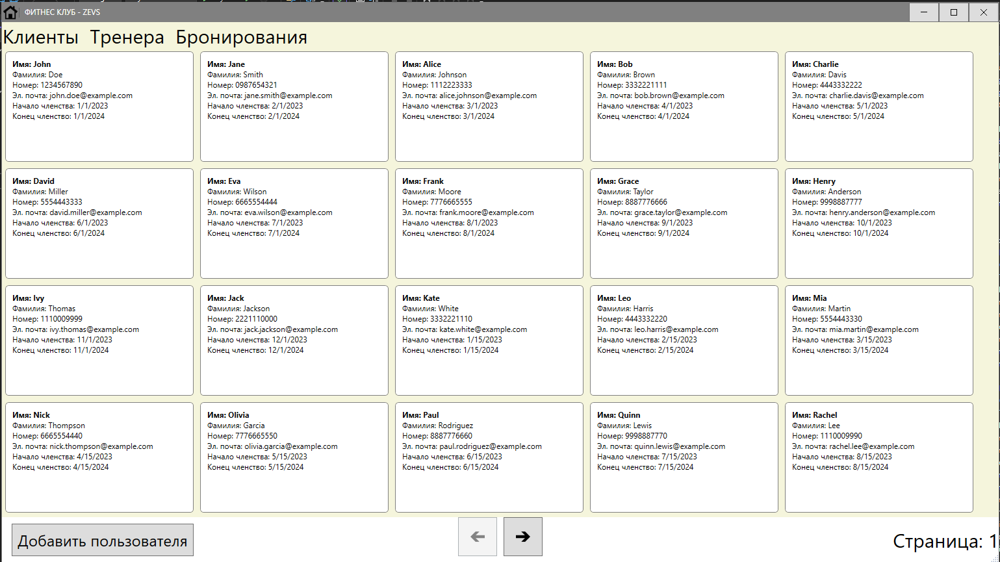 ФИТНЕС КЛУБ - ZEVS
Клиенты Тренера Бронирования
Имя: John
Фамилия: Doe
Номер: 1234567890
Эл. почта: john.doe@example.com
Начало членства: 1/1/2023
Конец членство: 1/1/2024
Имя: Jane
Фамилия: Smith
Номер: 0987654321
Эл. почта: jane.smith@example.com
Начало членства: 2/1/2023
Конец членство: 2/1/2024
Имя: Alice
Фамилия: Johnson
Номер: 1112223333
Эл. почта: alice.johnson@example.com
Начало членства: 3/1/2023
Конец членство: 3/1/2024
Имя: Bob
Фамилия: Brown
Номер: 3332221111
Эл. почта: bob.brown@example.com
Начало членства: 4/1/2023
Конец членство: 4/1/2024
Имя: Charlie
Фамилия: Davis
Номер: 4443332222
Эл. почта: charlie.davis@example.com
Начало членства: 5/1/2023
Конец членство: 5/1/2024
Имя: David
Фамилия: Miller
Номер: 5554443333
Эл. почта: david.miller@example.com
Начало членства: 6/1/2023
Конец членство: 6/1/2024
Имя: Eva
Фамилия: Wilson
Номер: 6665554444
Эл. почта: eva.wilson@example.com
Начало членства: 7/1/2023
Конец членство: 7/1/2024
Имя: Frank
Фамилия: Moore
Номер: 7776665555
Эл. почта: frank.moore@example.com
Начало членства: 8/1/2023
Конец членство: 8/1/2024
Имя: Grace
Фамилия: Taylor
Номер: 8887776666
Эл. почта: grace.taylor@example.com
Начало членства: 9/1/2023
Конец членство: 9/1/2024
Имя: Henry
Фамилия: Anderson
Номер: 9998887777
Эл. почта: henry.anderson@example.com
Начало членства: 10/1/2023
Конец членство: 10/1/2024
Имя: Ivy
Фамилия: Thomas
Номер: 1110009999
Эл. почта: ivy.thomas@example.com
Начало членства: 11/1/2023
Конец членство: 11/1/2024
Имя: Jack
Фамилия: Jackson
Номер: 2221110000
Эл. почта: jack.jackson@example.com
Начало членства: 12/1/2023
Конец членство: 12/1/2024
Имя: Kate
Фамилия: White
Номер: 3332221110
Эл. почта: kate.white@example.com
Начало членства: 1/15/2023
Конец членство: 1/15/2024
Имя: Leo
Фамилия: Harris
Номер: 4443332220
Эл. почта: leo.harris@example.com
Начало членства: 2/15/2023
Конец членство: 2/15/2024
Имя: Mia
Фамилия: Martin
Номер: 5554443330
Эл. почта: mia.martin@example.com
Начало членства: 3/15/2023
Конец членство: 3/15/2024
Имя: Nick
Фамилия: Thompson
Номер: 6665554440
Эл. почта: nick.thompson@example.com
Начало членства: 4/15/2023
Конец членство: 4/15/2024
Имя: Olivia
Фамилия: Garcia
Номер: 7776665550
Эл. почта: olivia.garcia@example.com
Начало членства: 5/15/2023
Конец членство: 5/15/2024
Имя: Paul
Фамилия: Rodriguez
Номер: 8887776660
Эл. почта: paul.rodriguez@example.com
Начало членства: 6/15/2023
Конец членство: 6/15/2024
Имя: Quinn
Фамилия: Lewis
Номер: 9998887770
Эл. почта: quinn.lewis@example.com
Начало членства: 7/15/2023
Конец членство: 7/15/2024
Имя: Rachel
Фамилия: Lee
Номер: 1110009990
Эл. почта: rachel.lee@example.com
Начало членства: 8/15/2023
Конец членство: 8/15/2024
Добавить пользователя
Страница: 1